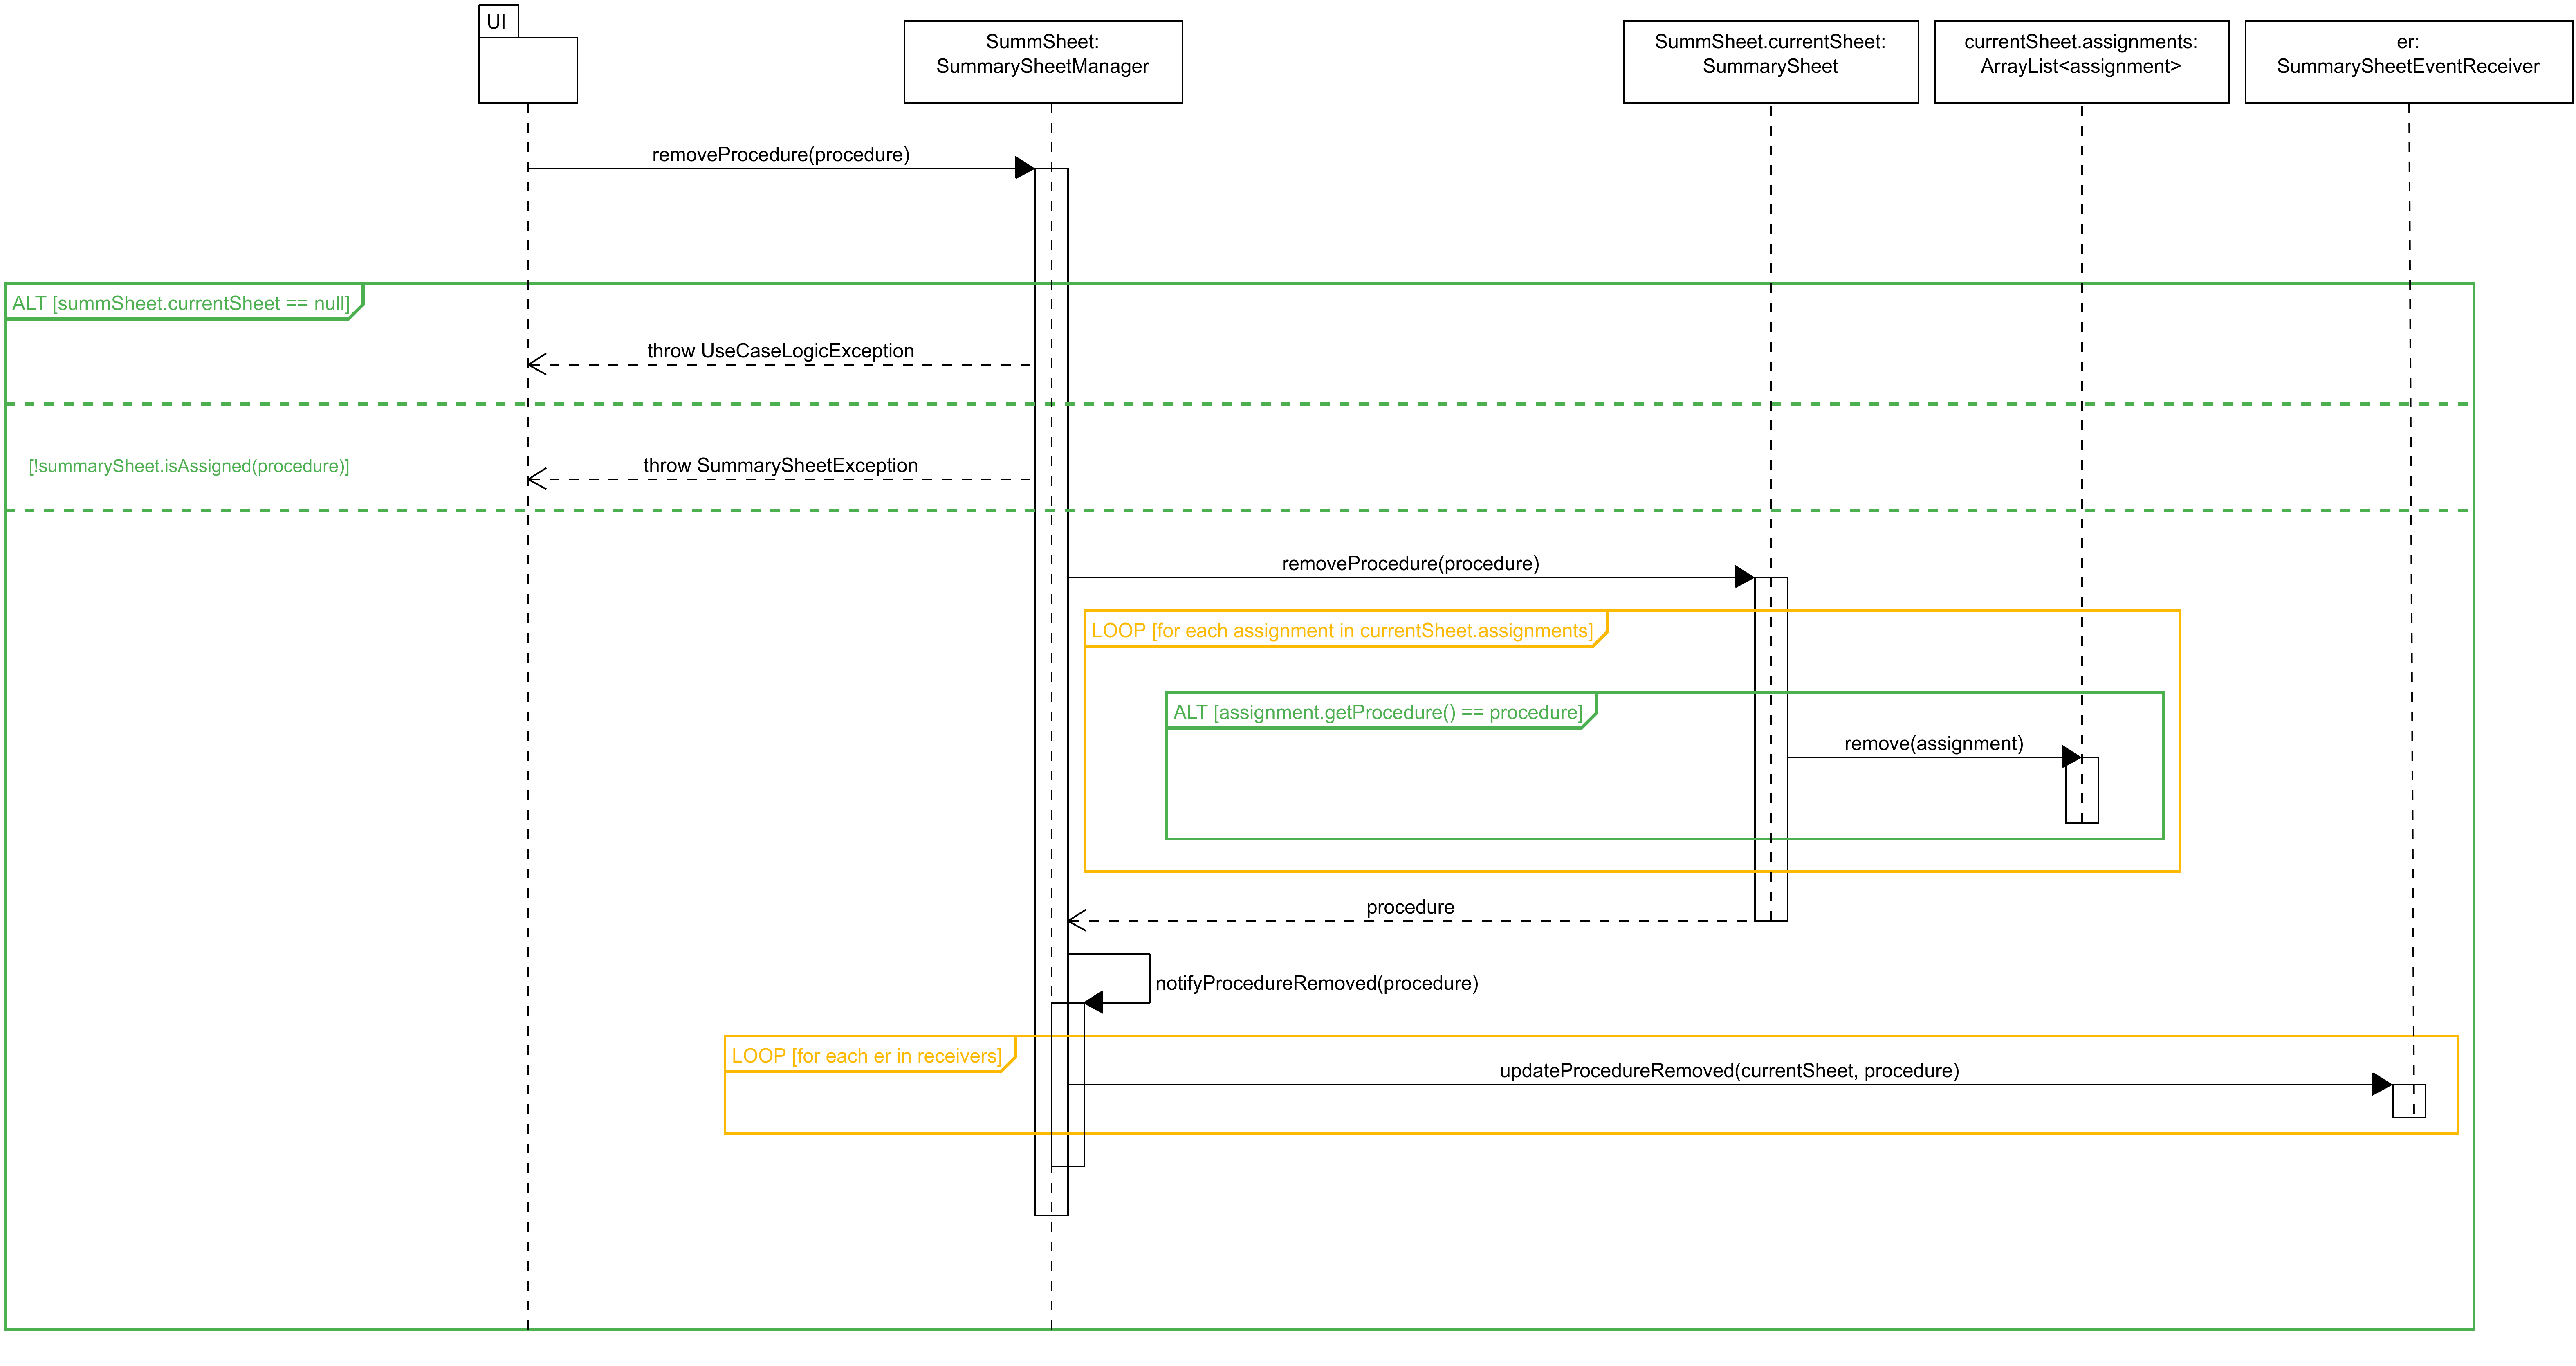 UI
SummSheet:
SummarySheetManager
SummSheet.currentSheet:
SummarySheet
currentSheet.assignments:
ArrayList<assignment>
er:
SummarySheetEventReceiver
removeProcedure(procedure)
ALT [summSheet.currentSheet == null]
throw UseCaseLogicException
[!summarySheet.isAssigned(procedure)]
throw SummarySheetException
removeProcedure(procedure)
LOOP [for each assignment in currentSheet.assignments]
ALT [assignment.getProcedure() == procedure]
remove(assignment)
procedure
notifyProcedureRemoved(procedure)
LOOP [for each er in receivers]
updateProcedureRemoved(currentSheet, procedure)